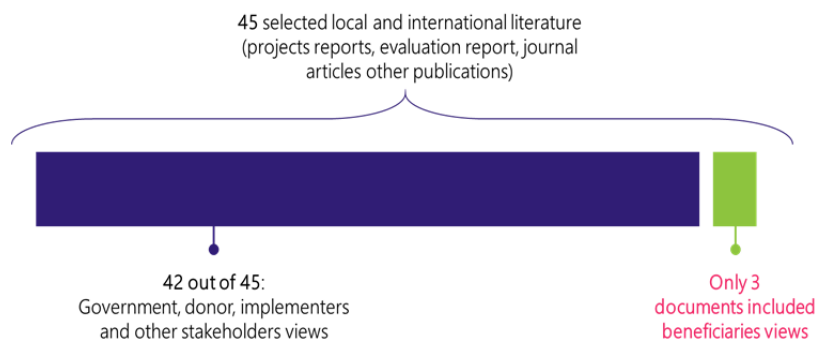 45 selected local and international literature
(projects reports, evaluation report, journal
articles other publications)
42 out of 45:
Government, donor, implementers
and other stakeholders views
Only 3
documents included
beneficiaries views